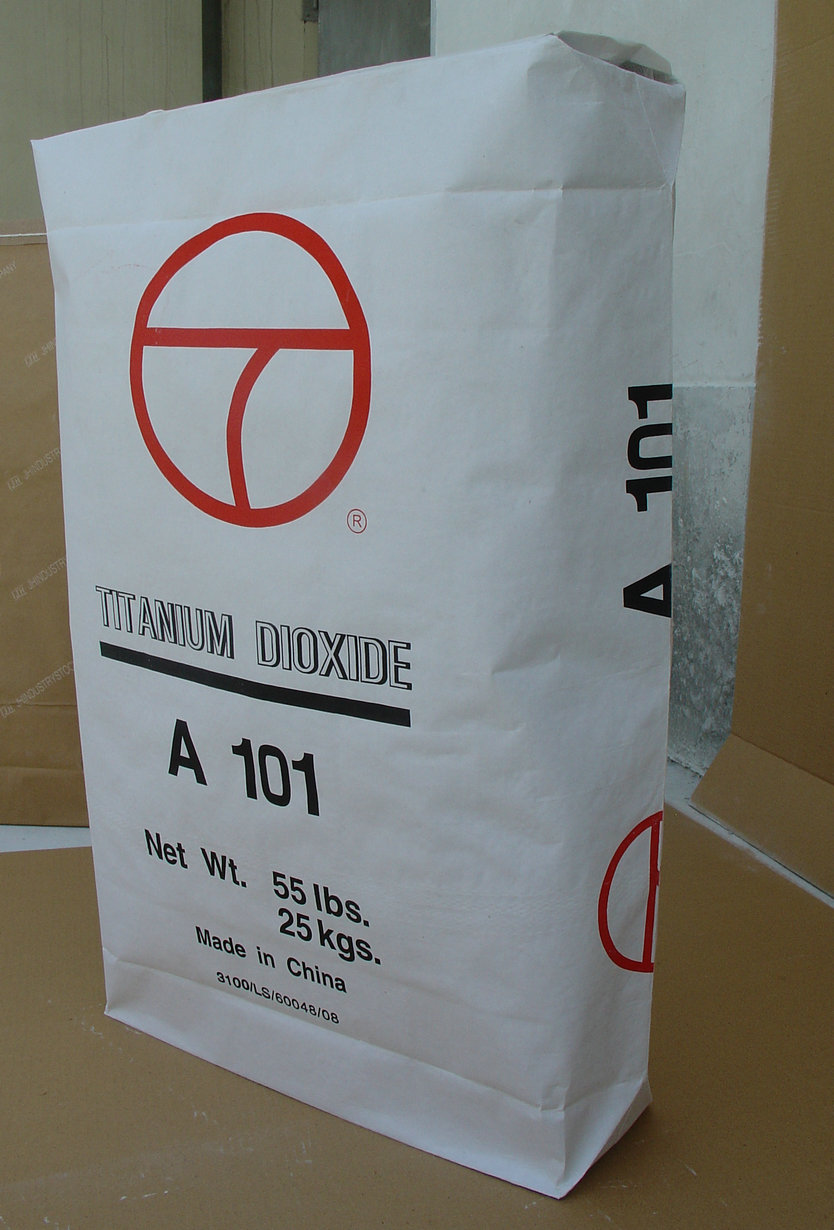 ®
TITANIUM DIOXIDE
A 101
Net Wt. 55 lbs.
25 kgs.
Made in China
3100/LS/60048/08
A 101